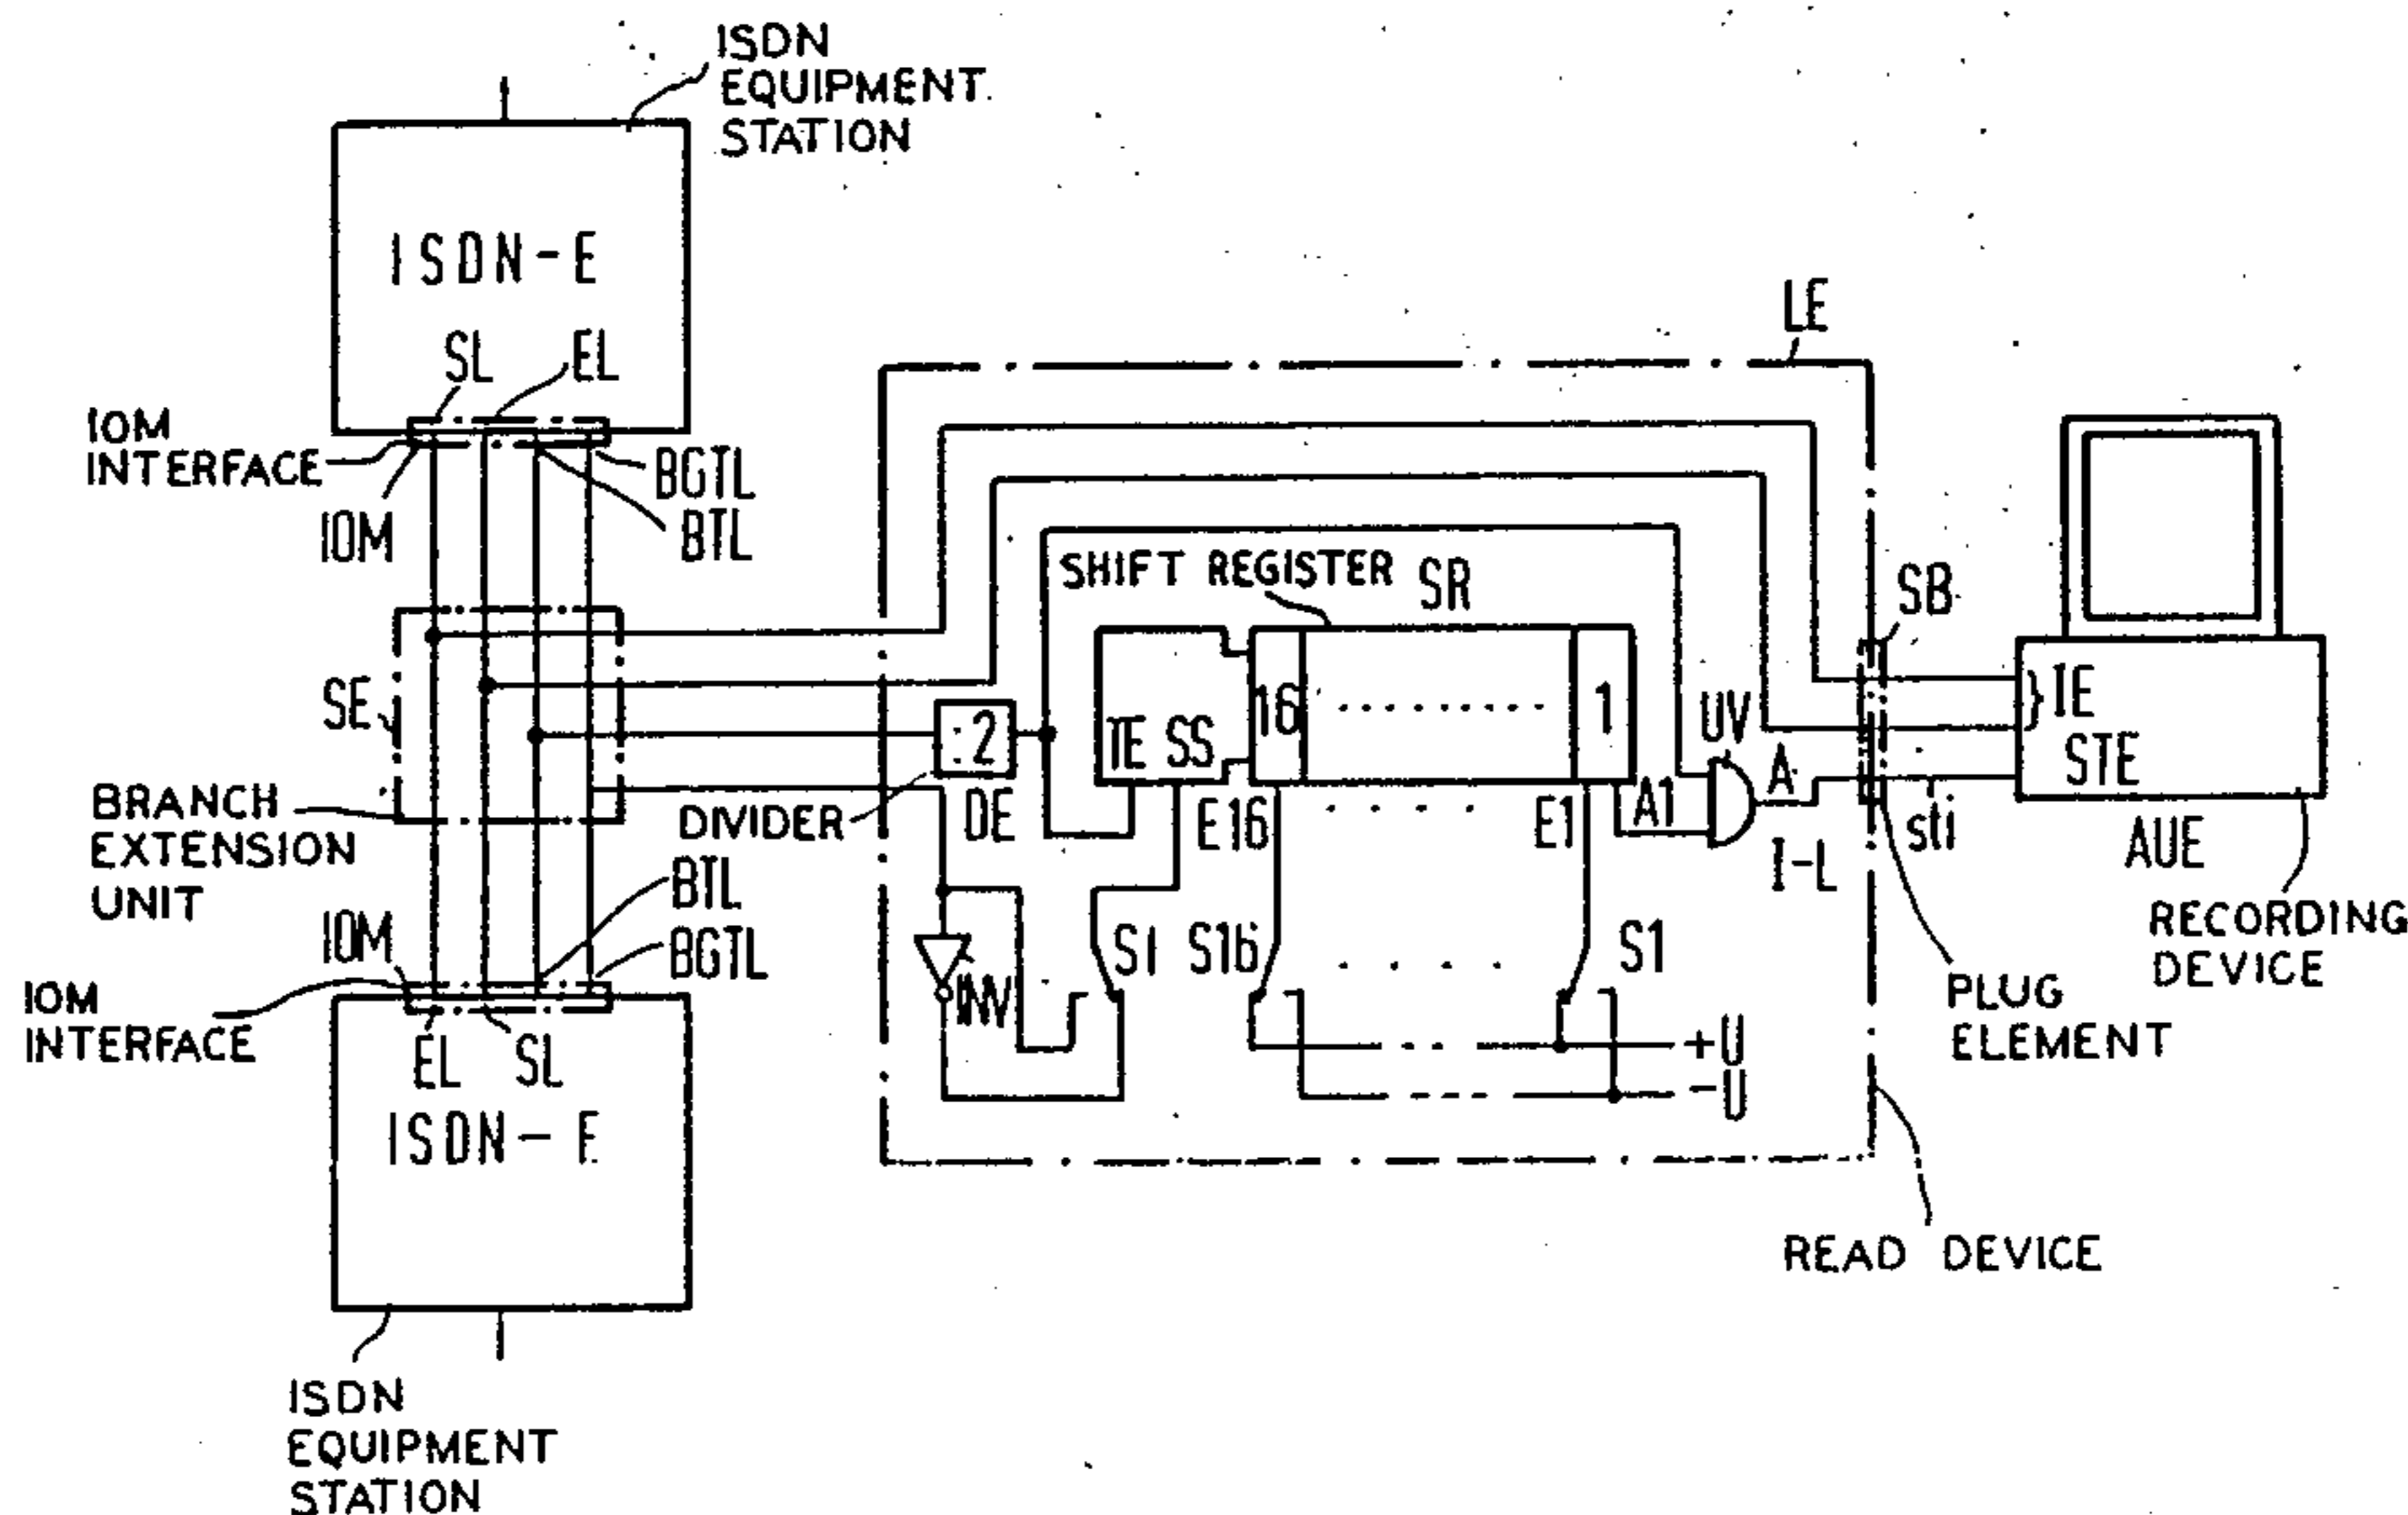 ISDN
EQUIPMENT
STATION
ISDN-E
SL
EL
IOM
INTERFACE
IOM
BGTL
BTL
LE
SHIFT REGISTER
SR
SB
SE
:2
TE
SS
16
.........
1
UV
A
IE
STE
BRANCH
EXTENSION
UNIT
DIVIDER
DE
E16
. . . .
E1
A1
I-L
sti
AUE
RECORDING
DEVICE
BTL
BGTL
IOM
IOM
INTERFACE
INV
SI
S16
. . . .
S1
PLUG
ELEMENT
+U
-U
EL
SL
ISDN-E
READ DEVICE
ISDN
EQUIPMENT
STATION